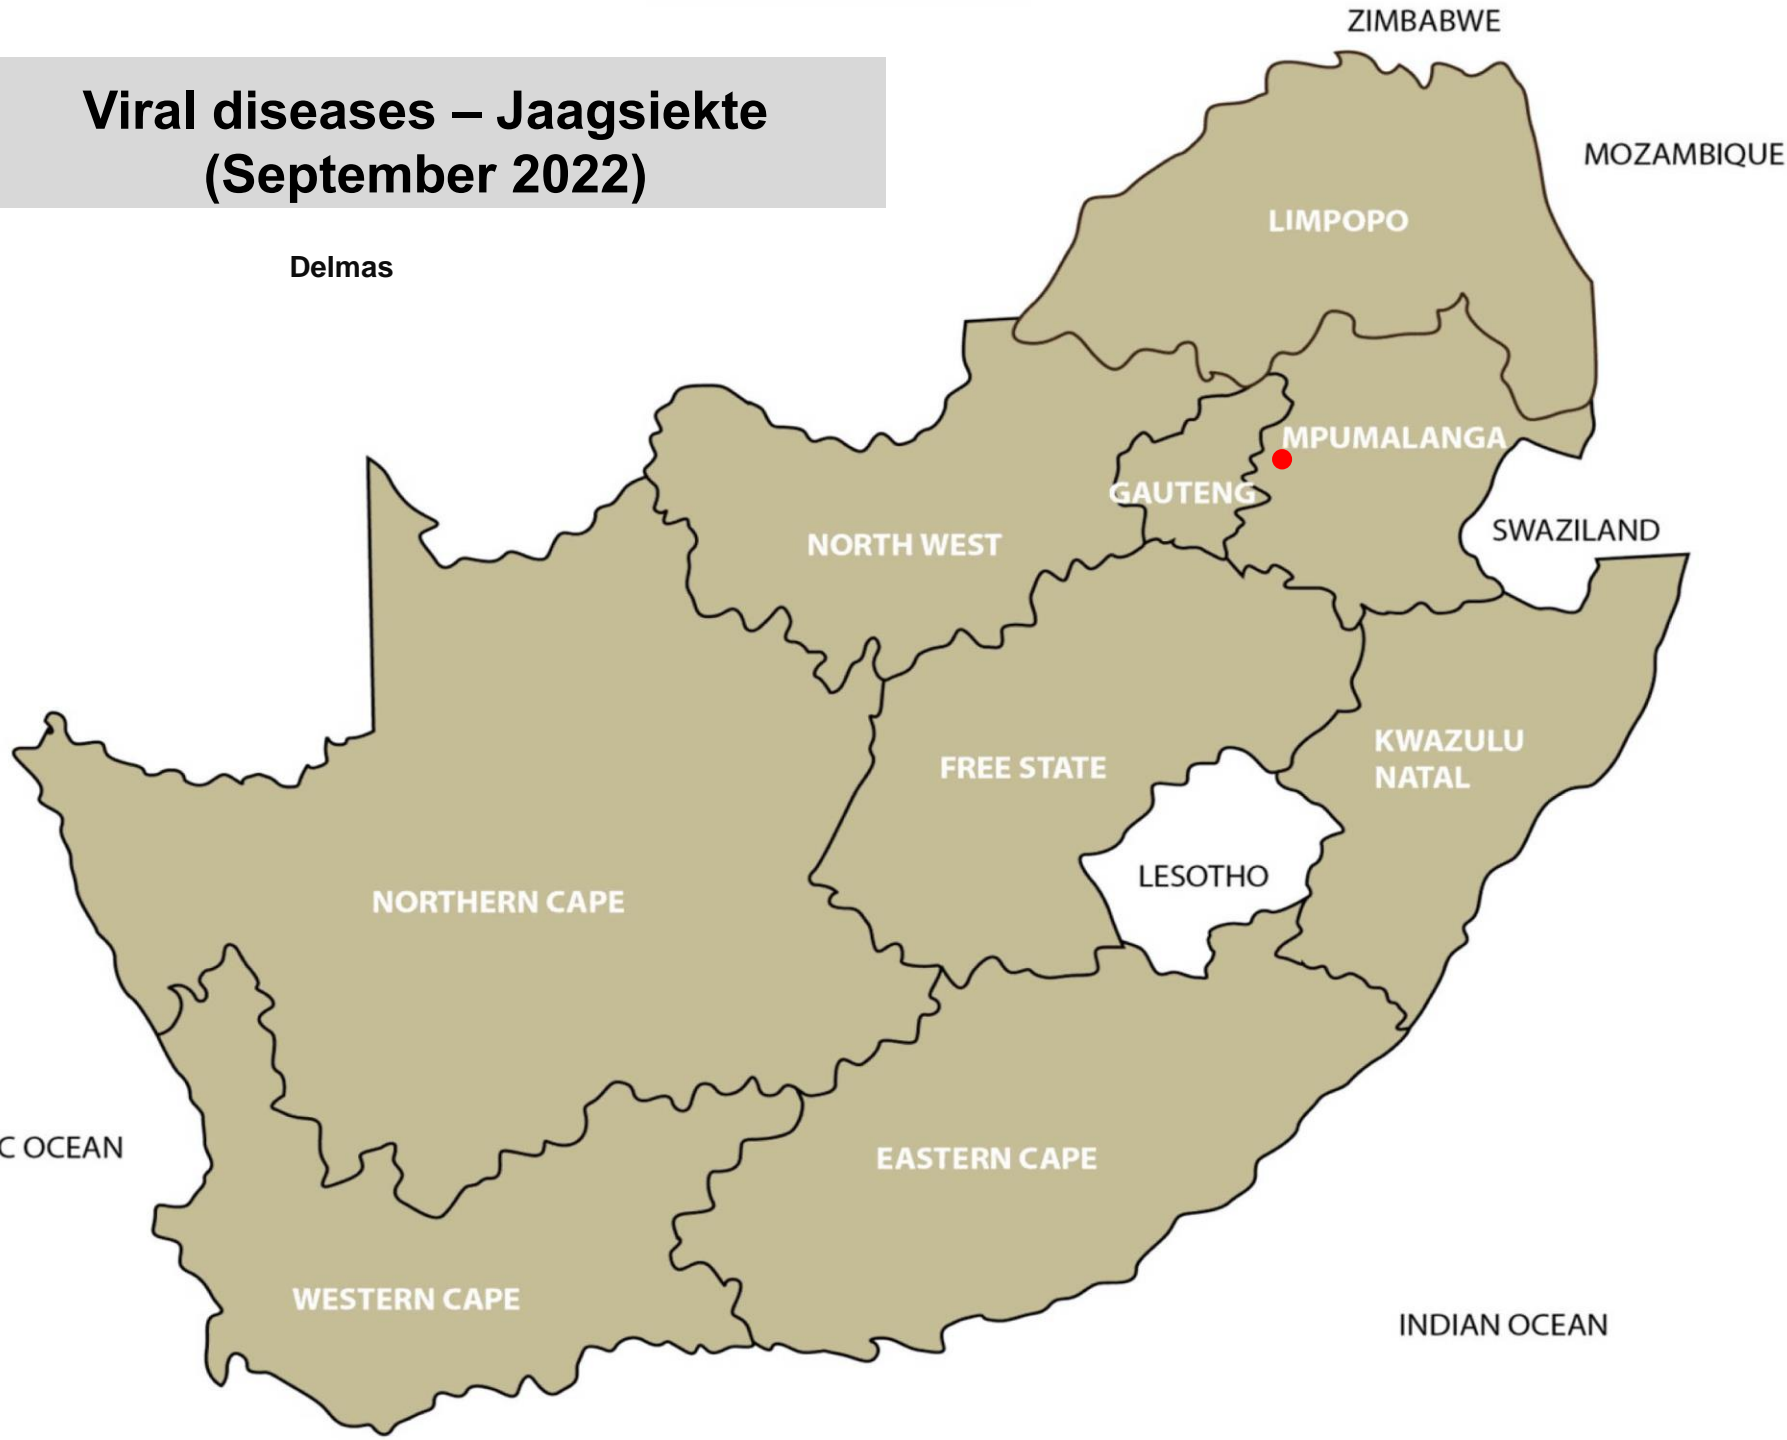 Viral diseases – Jaagsiekte
(September 2022)
Delmas
ZIMBABWE
MOZAMBIQUE
LIMPOPO
MPUMALANGA
GAUTENG
NORTH WEST
SWAZILAND
KWAZULU
NATAL
FREE STATE
LESOTHO
NORTHERN CAPE
C OCEAN
EASTERN CAPE
WESTERN CAPE
INDIAN OCEAN